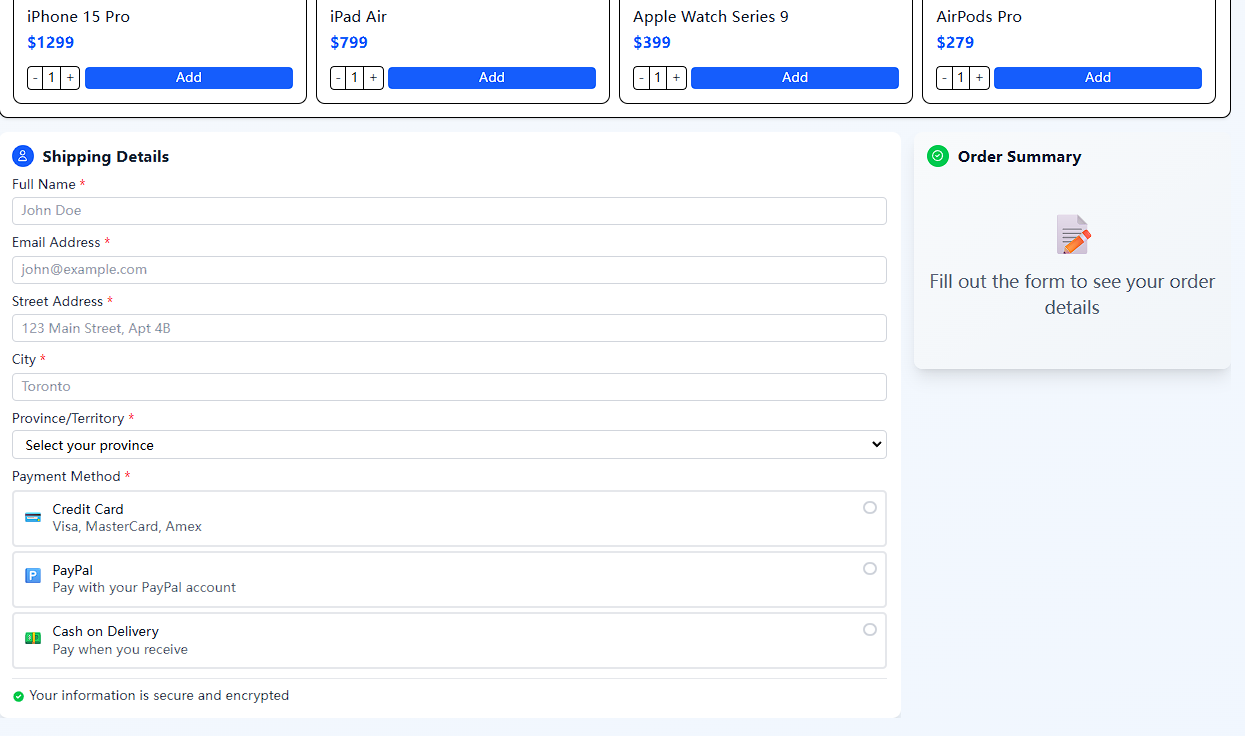 iPhone 15 Pro
$1299
- 1 + Add
iPad Air
$799
- 1 + Add
Apple Watch Series 9
$399
- 1 + Add
AirPods Pro
$279
- 1 + Add
Shipping Details
Full Name *
John Doe
Email Address *
john@example.com
Street Address *
123 Main Street, Apt 4B
City *
Toronto
Province/Territory *
Select your province
Payment Method *
Credit Card
Visa, MasterCard, Amex
P
PayPal
Pay with your PayPal account
Cash on Delivery
Pay when you receive
Your information is secure and encrypted
Order Summary
Fill out the form to see your order
details